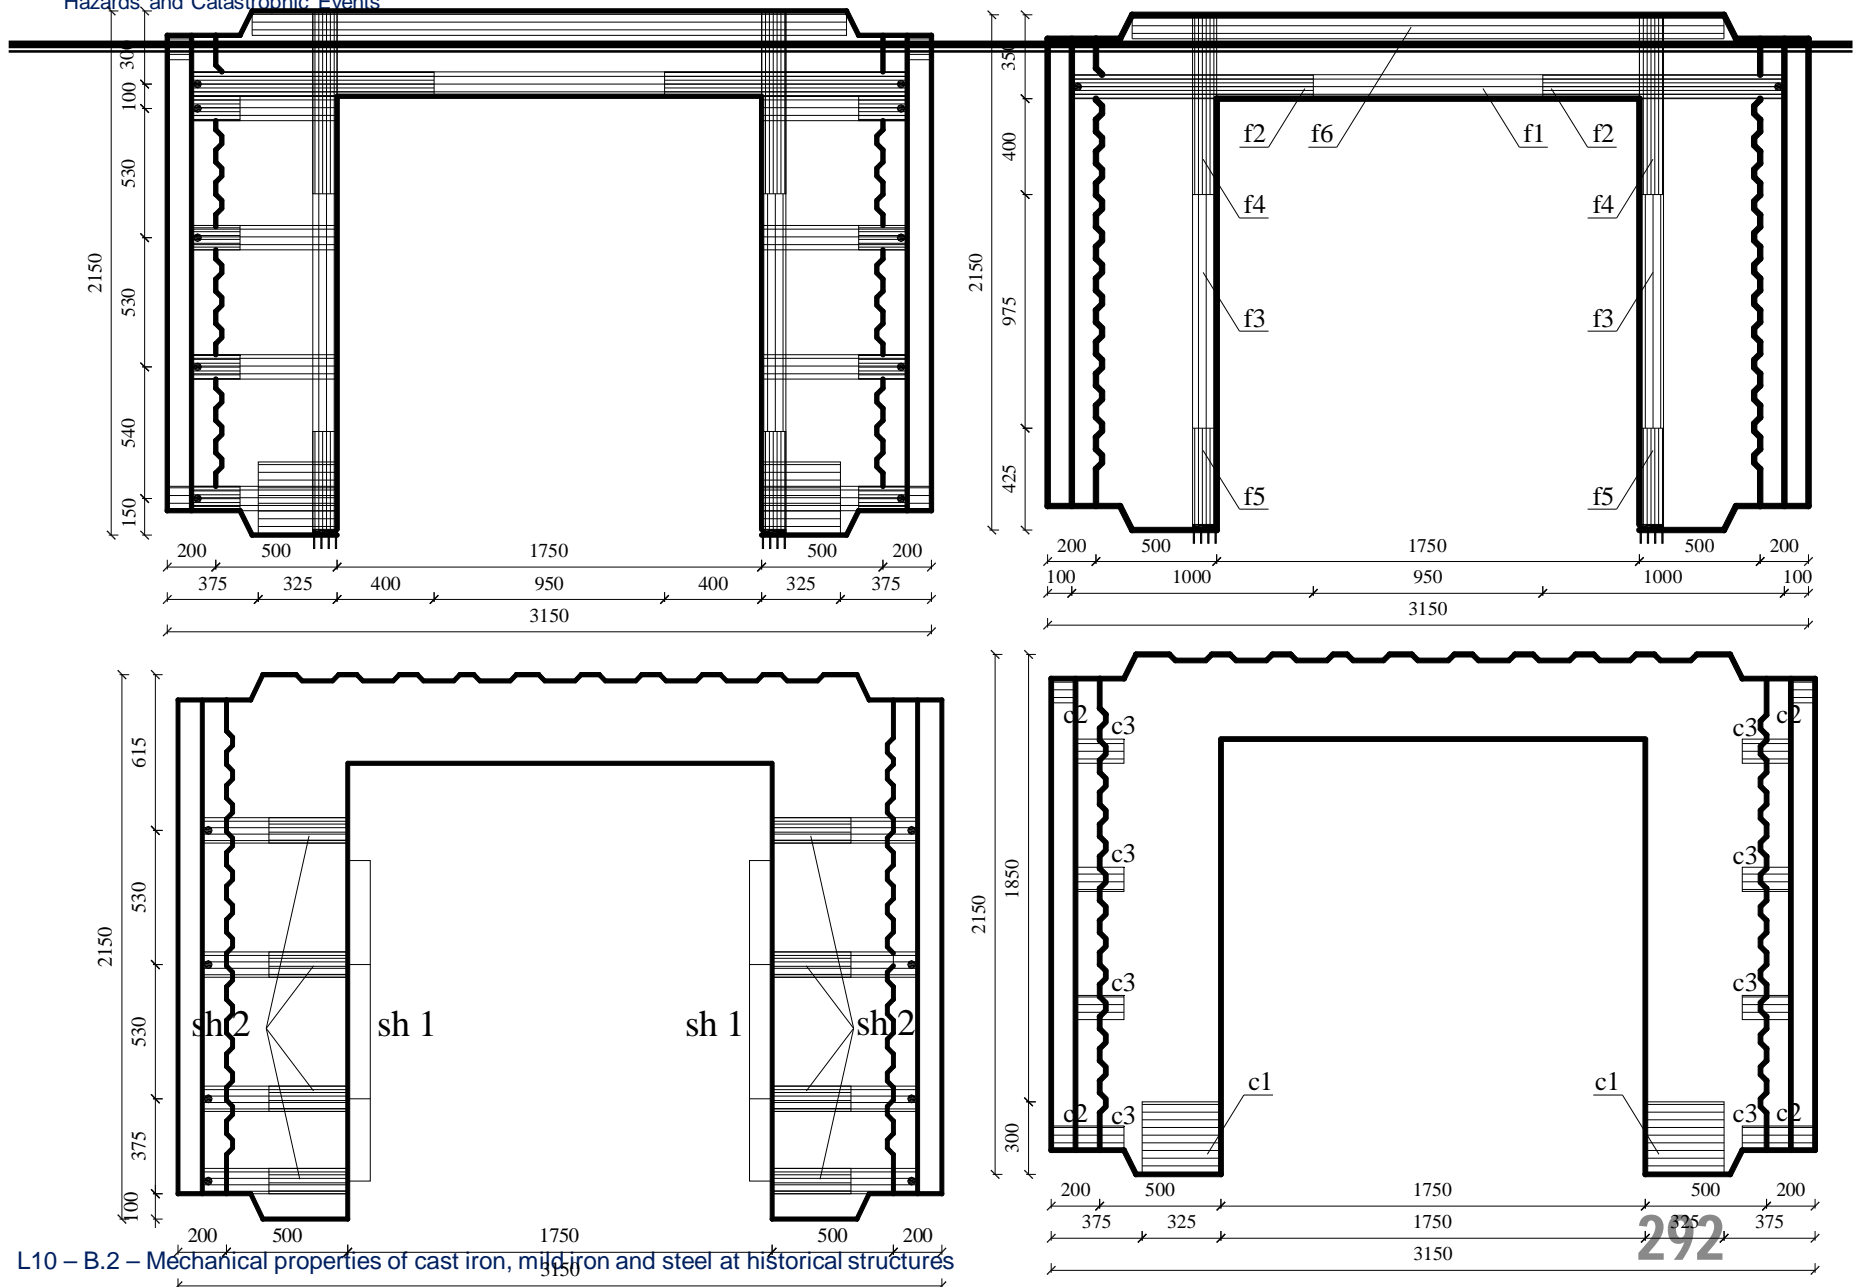 Hazards and Catastrophic Events
300
100
530
530
540
150
2150
200 500 1750 500 200
375 325 400 950 400 325 375
3150
350
400
975
425
2150
f2 f6 f1 f2
f4 f4
f3 f3
f5 f5
200 500 1750 500 200
100 1000 950 1000 100
3150
615
530
530
375
100
2150
sh 2 sh 1 sh 1 sh 2
200 500 1750 500 200
3150
1850
300
2150
c2 c3 c3 c2
c3 c3
c3 c3
c1 c1
c2 c3 c3 c2
200 500 1750 500 200
375 325 1750 325 375
3150
292
L10 – B.2 – Mechanical properties of cast iron, mild iron and steel at historical structures